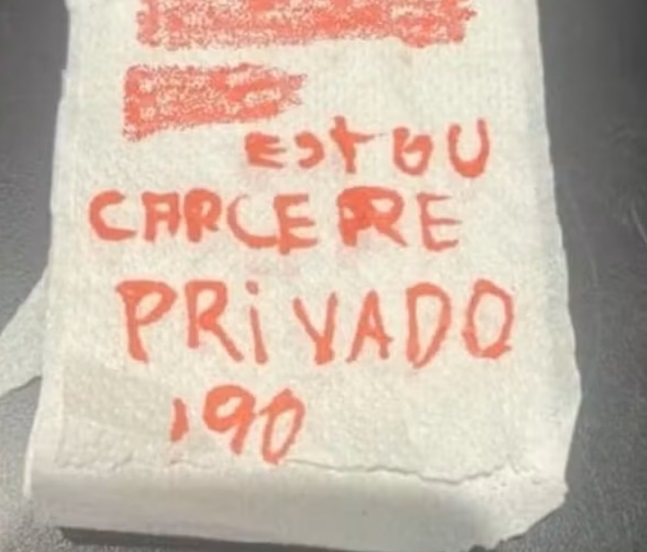 ESTOU
CARCERE
PRIVADO
190